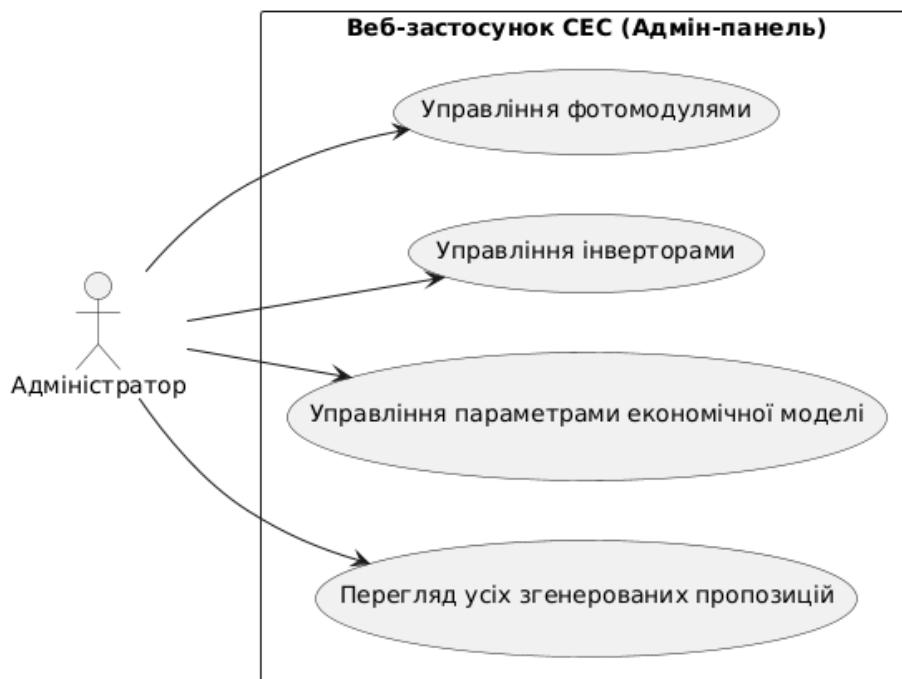 Веб-застосунок СЕС (Адмін-панель)
Управління фотомодулями
Управління інверторами
Адміністратор
Управління параметрами економічної моделі
Перегляд усіх згенерованих пропозицій